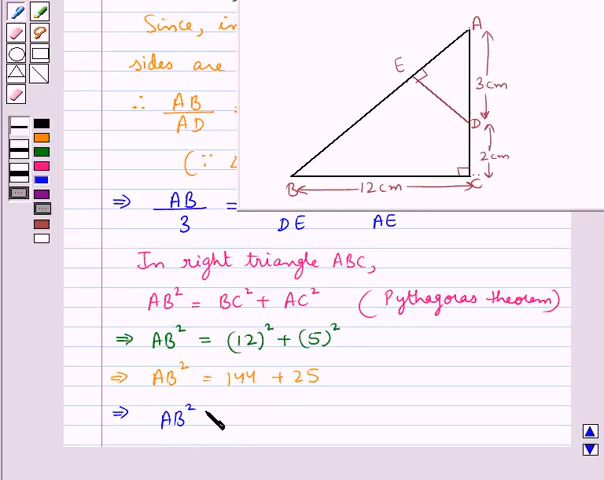 Since, in
sides are
∴ AB/AD =
(∵ ∠
⇒ AB/3 = DE AE
A
E
3cm
D
2cm
B 12cm C
In right triangle ABC,
AB² = BC² + AC² (Pythagoras theorem)
⇒ AB² = (12)² + (5)²
⇒ AB² = 144 + 25
⇒ AB²